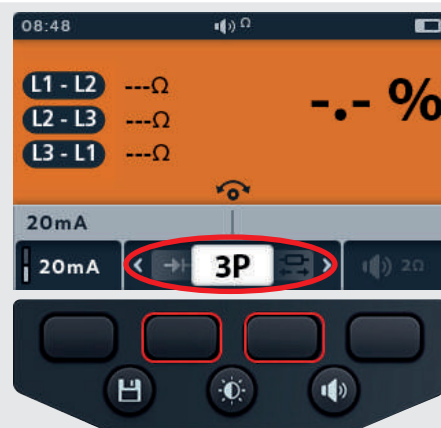 08:48 Ω
L1 - L2 ---Ω
-.- %
L2 - L3 ---Ω
L3 - L1 ---Ω
20mA
20mA < 3P > 2Ω